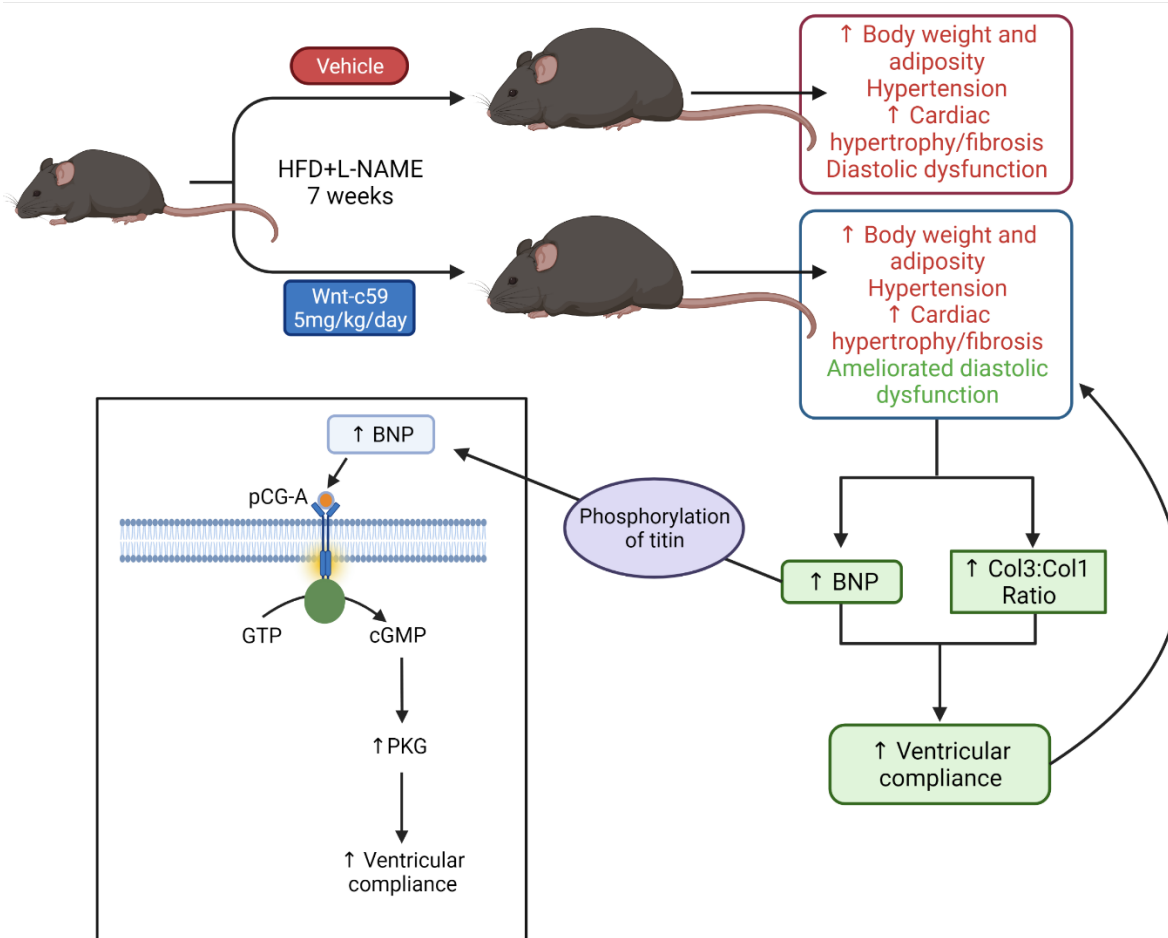 Vehicle
HFD+L-NAME
7 weeks
Wnt-c59
5mg/kg/day
↑ Body weight and
adiposity
Hypertension
↑ Cardiac
hypertrophy/fibrosis
Diastolic dysfunction
↑ Body weight and
adiposity
Hypertension
↑ Cardiac
hypertrophy/fibrosis
Ameliorated diastolic
dysfunction
↑ BNP
pCG-A
GTP
cGMP
↑PKG
↑ Ventricular
compliance
Phosphorylation
of titin
↑ BNP
↑ Col3:Col1
Ratio
↑ Ventricular
compliance